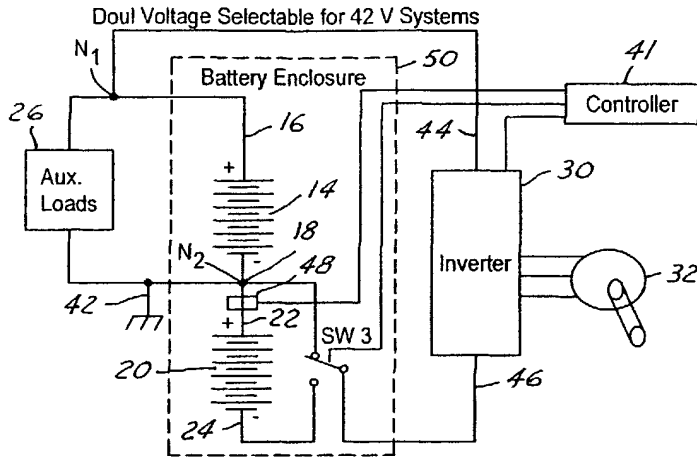 Doul Voltage Selectable for 42 V Systems
N1
50
41
Battery Enclosure
Controller
26
16
44
30
+
Aux.
Loads
14
-
18
N2
48
Inverter
32
42
+
22
SW 3
20
46
24
-